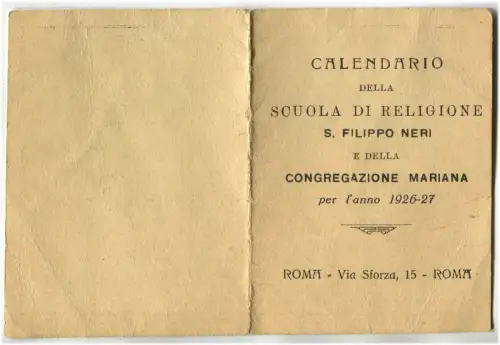 CALENDARIO
DELLA
SCUOLA DI RELIGIONE
S. FILIPPO NERI
E DELLA
CONGREGAZIONE MARIANA
per l'anno 1926-27
ROMA - Via Sforza, 15 - ROMA